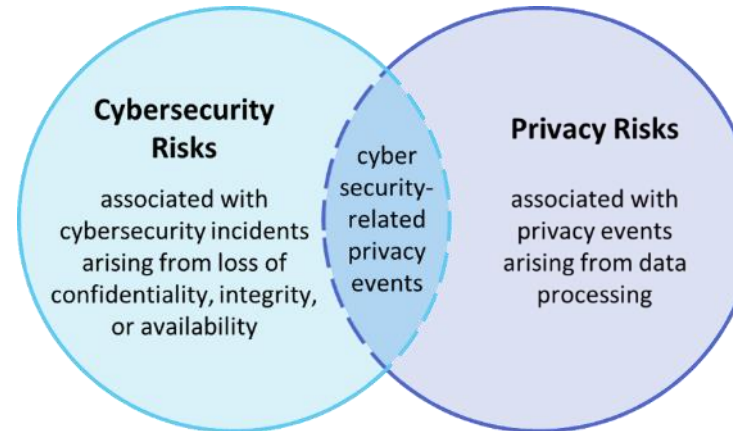 Cybersecurity
Risks
associated with
cybersecurity incidents
arising from loss of
confidentiality, integrity,
or availability
cyber
security-
related
privacy
events
Privacy Risks
associated with
privacy events
arising from data
processing